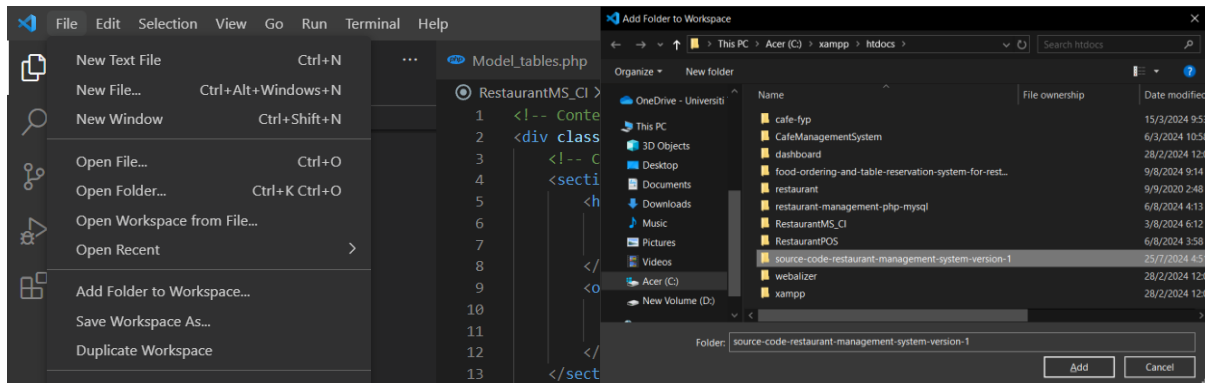 File Edit Selection View Go Run Terminal Help
New Text File Ctrl+N
New File... Ctrl+Alt+Windows+N
New Window Ctrl+Shift+N
Open File... Ctrl+O
Open Folder... Ctrl+K Ctrl+O
Open Workspace from File...
Open Recent
Add Folder to Workspace...
Save Workspace As...
Duplicate Workspace
php Model_tables.php
RestaurantMS_CI
1 <!-- Conte
2 <div class
3 <!-- C
4 <secti
5 <h
6
7
8 </
9 <o
10
11
12 </
13 </sect
Add Folder to Workspace
This PC > Acer (C:) > xampp > htdocs >
Search htdocs
Organize New folder
OneDrive - Universiti
This PC
3D Objects
Desktop
Documents
Downloads
Music
Pictures
Videos
Acer (C:)
New Volume (D:)
Name File ownership Date modified
cafe-fyp 15/3/2024 9:53
CafeManagementSystem 6/3/2024 10:58
dashboard 28/2/2024 12:0
food-ordering-and-table-reservation-system-for-rest... 9/8/2024 9:14
restaurant 9/9/2020 2:48
restaurant-management-php-mysql 6/8/2024 4:13
RestaurantMS_CI 3/8/2024 6:12
RestaurantPOS 6/8/2024 3:58
source-code-restaurant-management-system-version-1 25/7/2024 4:5
webalizer 28/2/2024 12:0
xampp 28/2/2024 12:0
Folder: source-code-restaurant-management-system-version-1
Add Cancel